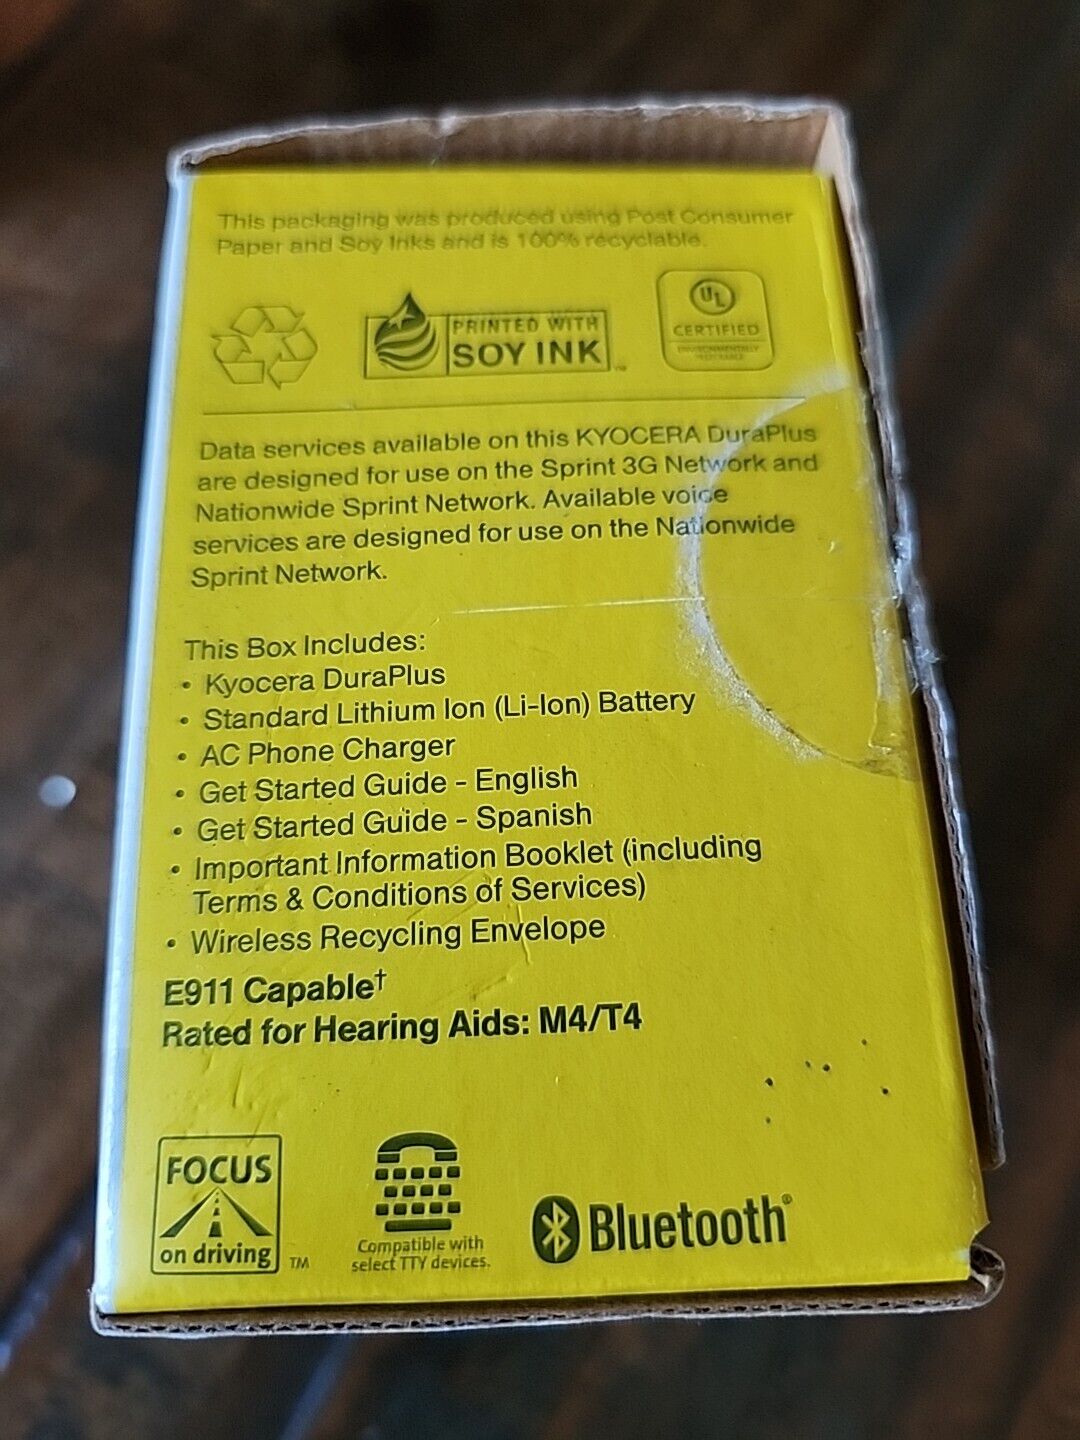 This packaging was produced using Post Consumer
Paper and Soy Inks and is 100% recyclable.
PRINTED WITH
SOY INK ™
UL
CERTIFIED
ENVIRONMENTALLY
PREFERABLE
Data services available on this KYOCERA DuraPlus
are designed for use on the Sprint 3G Network and
Nationwide Sprint Network. Available voice
services are designed for use on the Nationwide
Sprint Network.
This Box Includes:
• Kyocera DuraPlus
• Standard Lithium Ion (Li-Ion) Battery
• AC Phone Charger
• Get Started Guide - English
• Get Started Guide - Spanish
• Important Information Booklet (including
Terms & Conditions of Services)
• Wireless Recycling Envelope
E911 Capable†
Rated for Hearing Aids: M4/T4
FOCUS
on driving ™
Compatible with
select TTY devices.
Bluetooth®